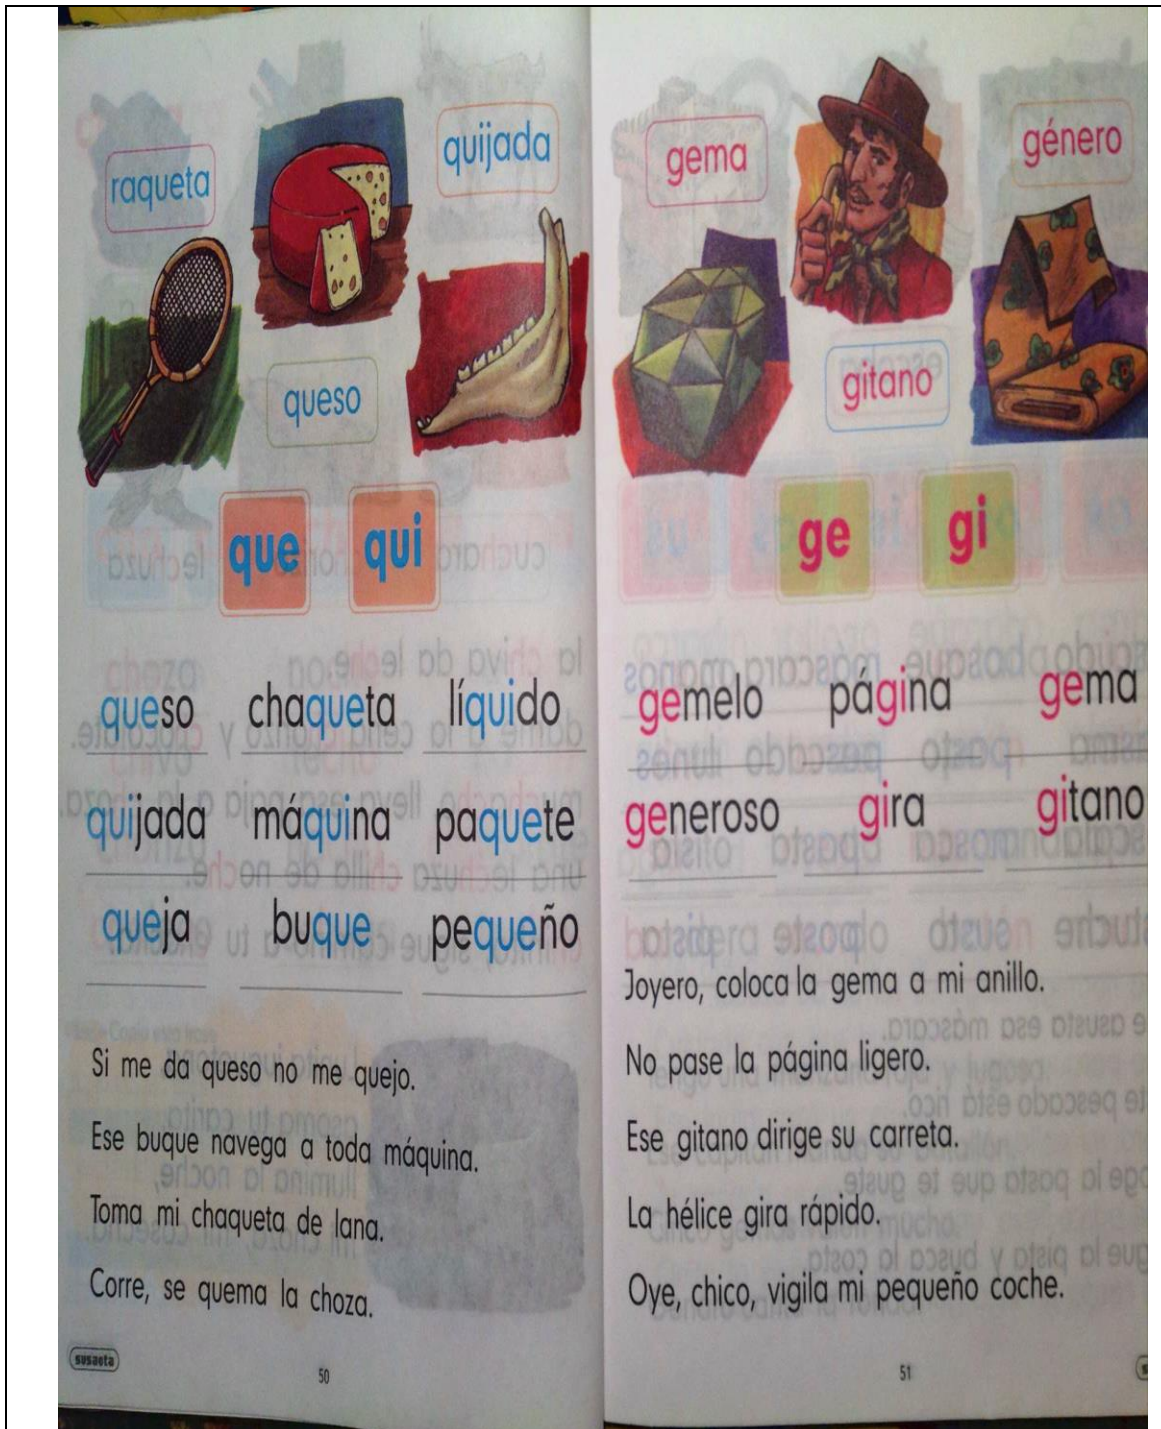 raqueta
quijada
queso
que qui
queso chaqueta líquido
quijada máquina paquete
queja buque pequeño
Si me da queso no me quejo.
Ese buque navega a toda máquina.
Toma mi chaqueta de lana.
Corre, se quema la choza.
susaeta
50
gema
género
gitano
ge gi
gemelo página gema
generoso gira gitano
Joyero, coloca la gema a mi anillo.
No pase la página ligero.
Ese gitano dirige su carreta.
La hélice gira rápido.
Oye, chico, vigila mi pequeño coche.
51